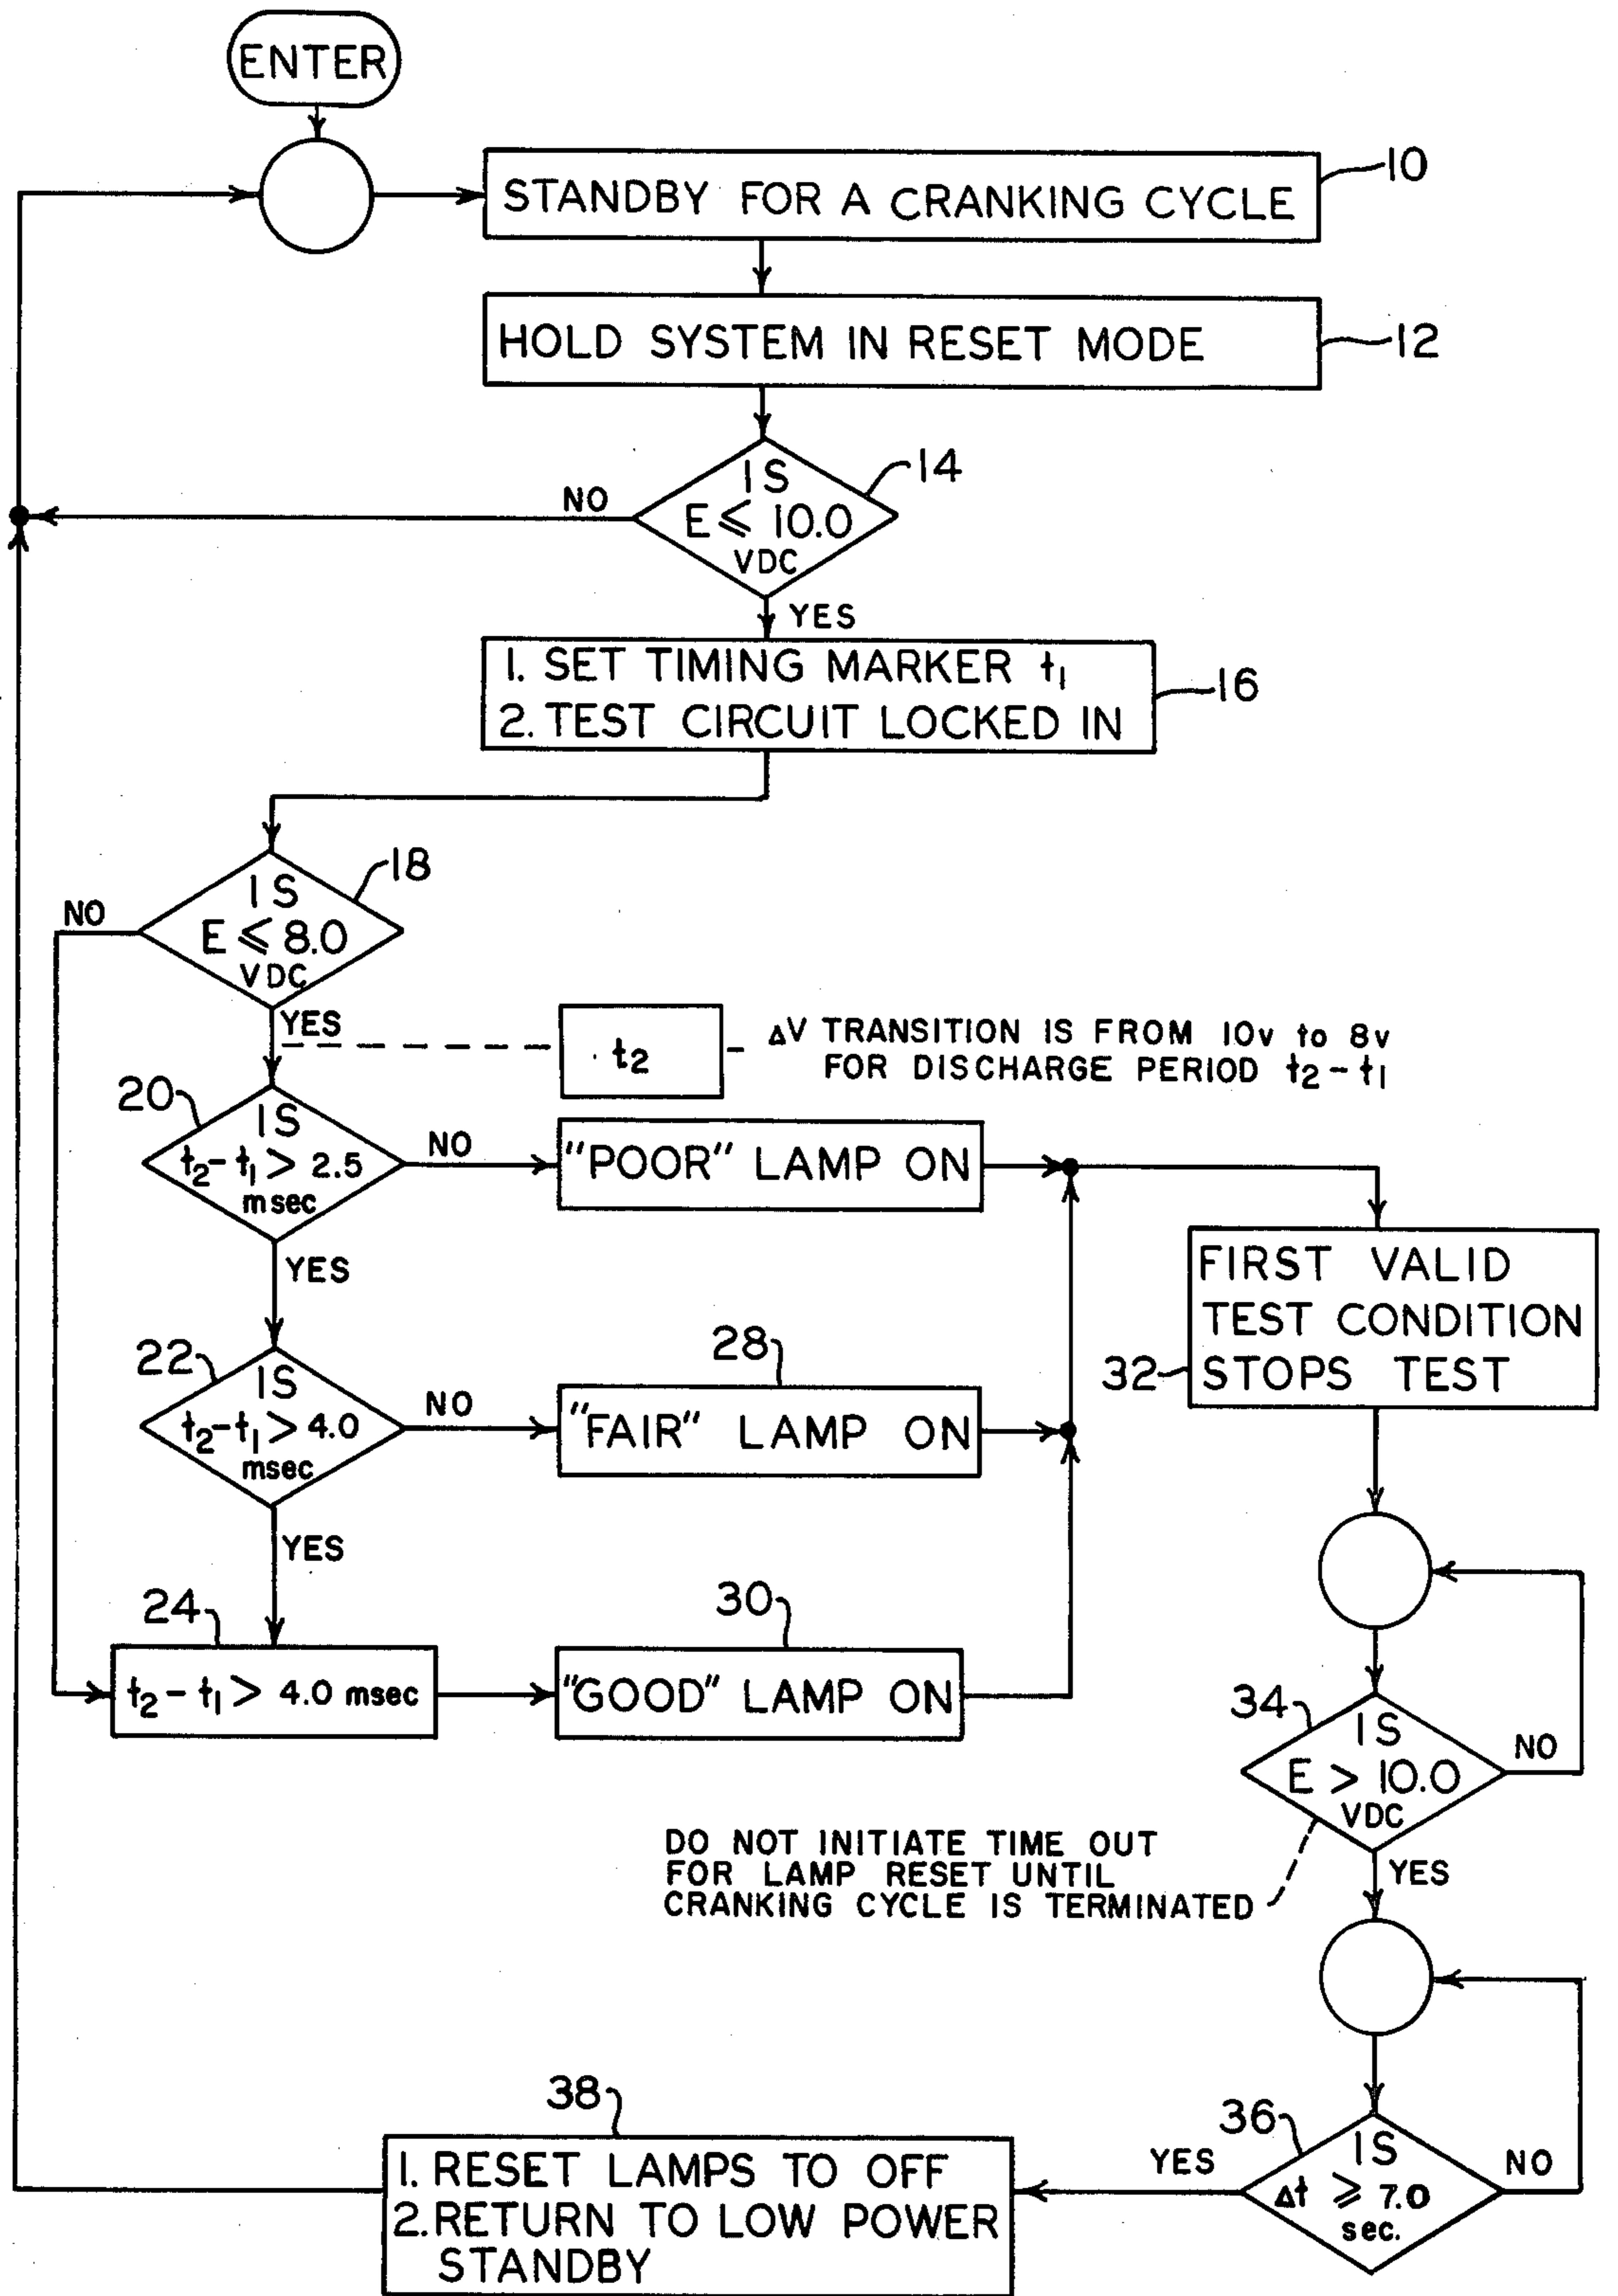 ENTER
STANDBY FOR A CRANKING CYCLE
10
HOLD SYSTEM IN RESET MODE
12
IS
E ≤ 10.0
VDC
14
NO
YES
1. SET TIMING MARKER t₁
2. TEST CIRCUIT LOCKED IN
16
IS
E ≤ 8.0
VDC
18
NO
YES
t₂
ΔV TRANSITION IS FROM 10v to 8v
FOR DISCHARGE PERIOD t₂ - t₁
20
IS
t₂ - t₁ > 2.5
msec
NO
"POOR" LAMP ON
YES
FIRST VALID
TEST CONDITION
STOPS TEST
32
22
IS
t₂ - t₁ > 4.0
msec
NO
28
"FAIR" LAMP ON
YES
24
t₂ - t₁ > 4.0 msec
30
"GOOD" LAMP ON
34
IS
E > 10.0
VDC
NO
YES
DO NOT INITIATE TIME OUT
FOR LAMP RESET UNTIL
CRANKING CYCLE IS TERMINATED
36
IS
Δt ≥ 7.0
sec.
NO
YES
38
1. RESET LAMPS TO OFF
2. RETURN TO LOW POWER
STANDBY